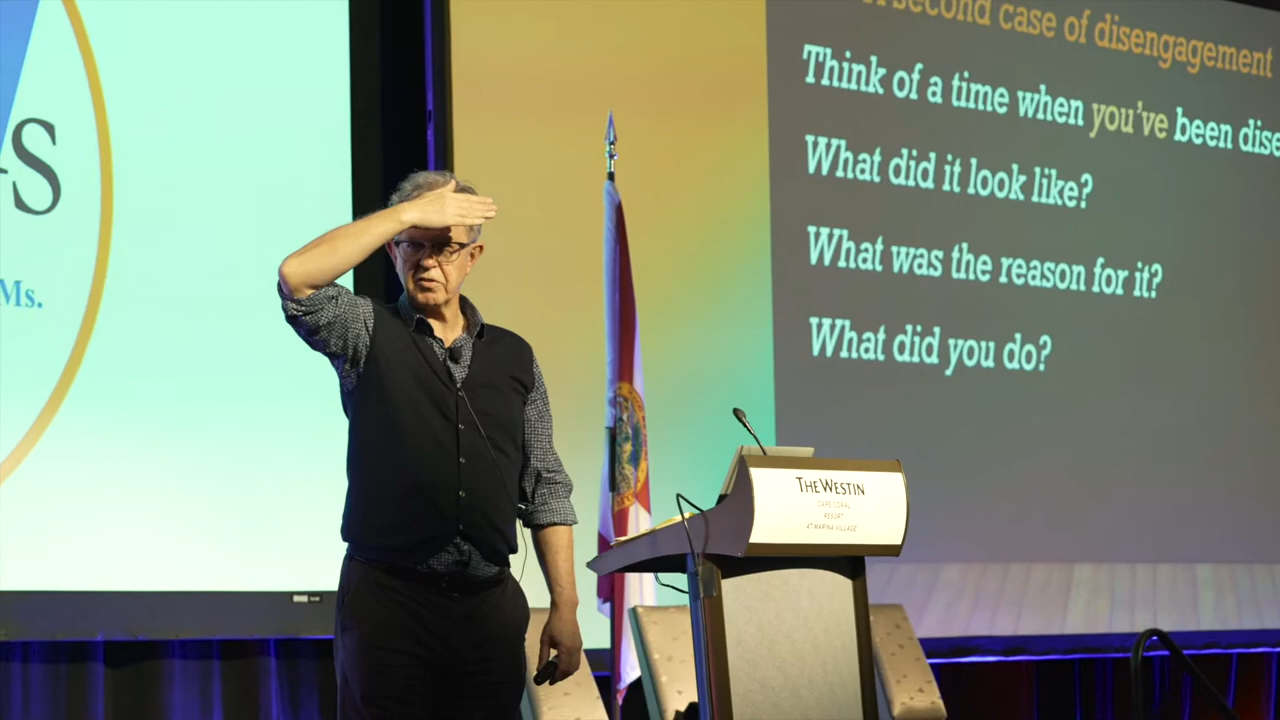 S
Ms.
second case of disengagement
Think of a time when you've been dise
What did it look like?
What was the reason for it?
What did you do?
THE WESTIN
CAPE CORAL
RESORT
AT MARINA VILLAGE